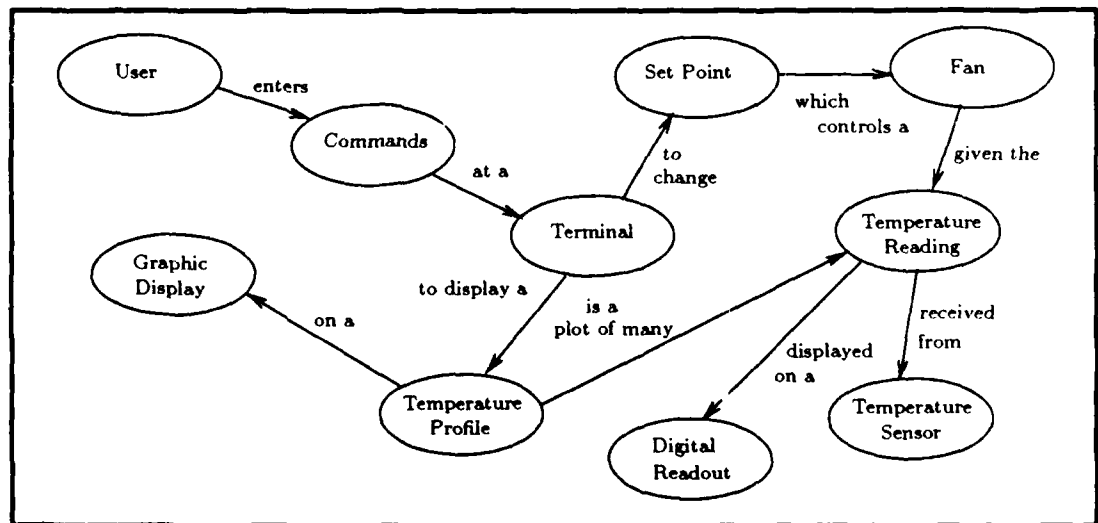 User
enters
Commands
at a
Terminal
to
change
Set Point
which
controls a
Fan
given the
Temperature
Reading
received
from
Temperature
Sensor
displayed
on a
Digital
Readout
to display a
is a
plot of many
Temperature
Profile
on a
Graphic
Display